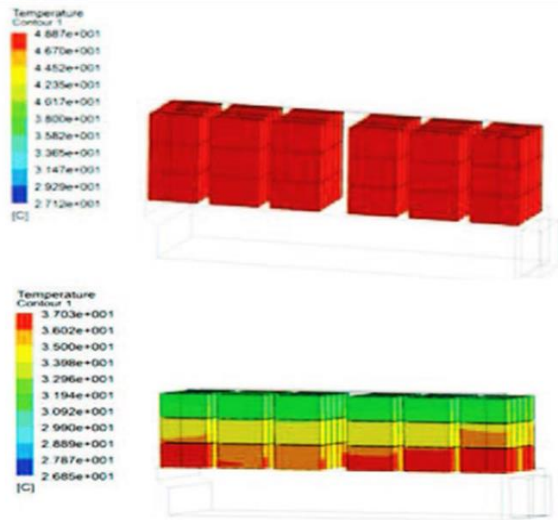 Temperature
Contour 1
4.887e+001
4.670e+001
4.452e+001
4.235e+001
4.017e+001
3.800e+001
3.582e+001
3.365e+001
3.147e+001
2.929e+001
2.712e+001
[C]
Temperature
Contour 1
3.703e+001
3.602e+001
3.500e+001
3.398e+001
3.296e+001
3.194e+001
3.092e+001
2.990e+001
2.889e+001
2.787e+001
2.685e+001
[C]